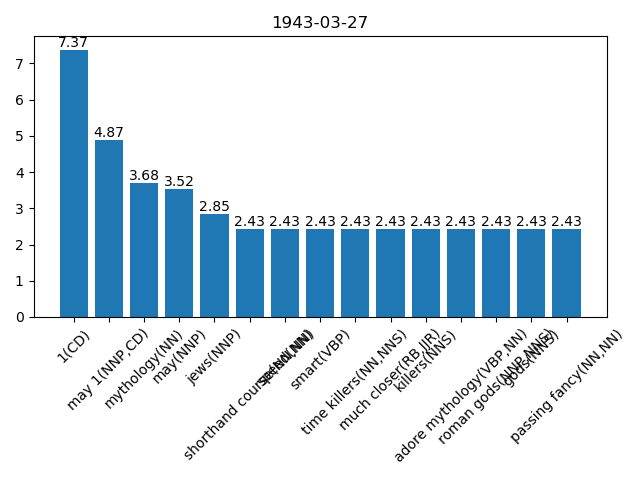 1943-03-27
7.37
4.87
3.68
3.52
2.85
2.43
2.43
2.43
2.43
2.43
2.43
2.43
2.43
2.43
2.43
7
6
5
4
3
2
1
0
1(CD)
may 1(NNP,CD)
mythology(NN)
may(NNP)
jews(NNP)
shorthand course(NN,NN)
smart(VBP)
time killers(NN,NNS)
much closer(RB,JJR)
killers(NNS)
adore mythology(VBP,NN)
roman gods(NNP,NNS)
gods(NNS)
passing fancy(NN,NN)